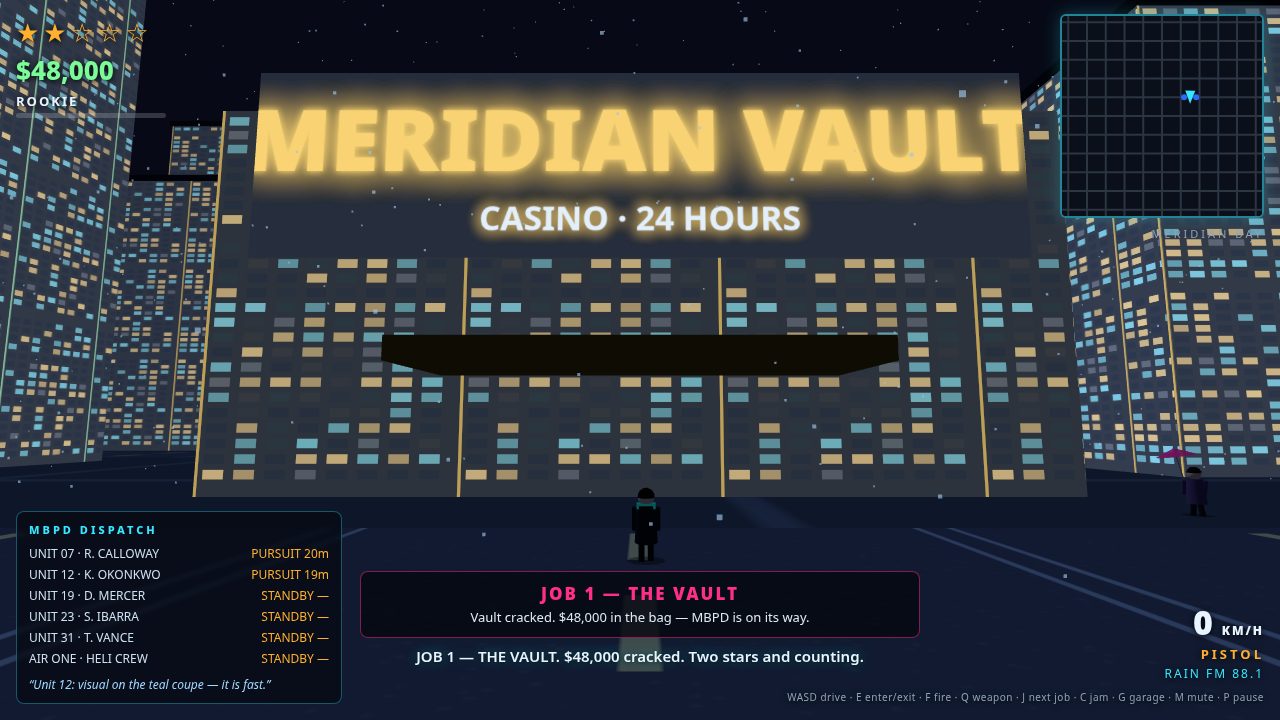 ★★☆☆☆
$48,000
ROOKIE
MERIDIAN VAULT
CASINO · 24 HOURS
MERIDIAN BAY
MBPD DISPATCH
UNIT 07 · R. CALLOWAY PURSUIT 20m
UNIT 12 · K. OKONKWO PURSUIT 19m
UNIT 19 · D. MERCER STANDBY —
UNIT 23 · S. IBARRA STANDBY —
UNIT 31 · T. VANCE STANDBY —
AIR ONE · HELI CREW STANDBY —
“Unit 12: visual on the teal coupe — it is fast.”
JOB 1 — THE VAULT
Vault cracked. $48,000 in the bag — MBPD is on its way.
JOB 1 — THE VAULT. $48,000 cracked. Two stars and counting.
0 KM/H
PISTOL
RAIN FM 88.1
WASD drive · E enter/exit · F fire · Q weapon · J next job · C jam · G garage · M mute · P pause